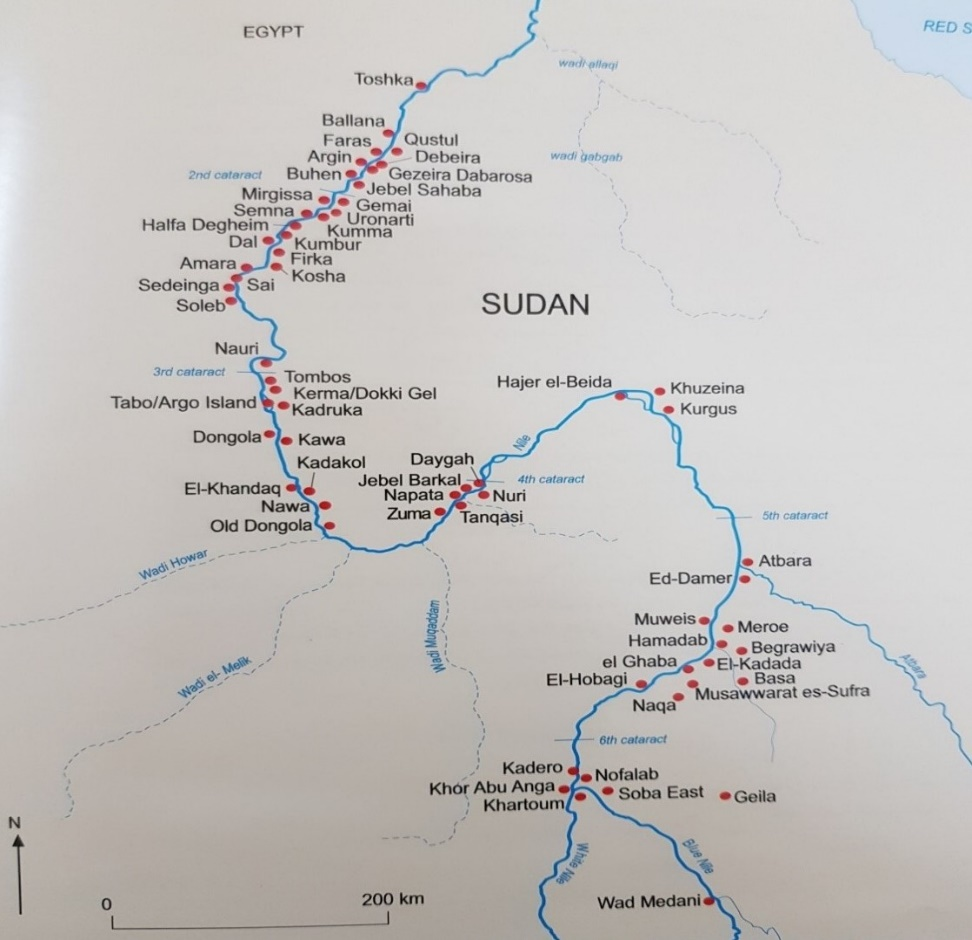 EGYPT
RED S
wadi allaqi
Toshka
Ballana
Faras
Qustul
Argin
Debeira
wadi gabgab
2nd cataract
Buhen
Gezeira Dabarosa
Jebel Sahaba
Mirgissa
Gemai
Semna
Uronarti
Halfa Degheim
Kumma
Dal
Kumbur
Firka
Amara
Kosha
Sedeinga
Sai
Soleb
SUDAN
Nauri
3rd cataract
Tombos
Hajer el-Beida
Khuzeina
Kerma/Dokki Gel
Tabo/Argo Island
Kadruka
Kurgus
Dongola
Kawa
Nile
Kadakol
Daygah
Jebel Barkal
4th cataract
El-Khandaq
Napata
Nuri
Nawa
Zuma
Tanqasi
5th cataract
Old Dongola
Wadi Howar
Atbara
Ed-Damer
Muweis
Meroe
Wadi Muqaddam
Hamadab
Begrawiya
el Ghaba
El-Kadada
Atbara
Wadi el- Melik
El-Hobagi
Basa
Musawwarat es-Sufra
Naqa
6th cataract
Kadero
Nofalab
Khor Abu Anga
Soba East
Geila
Khartoum
N
White Nile
Blue Nile
0
200 km
Wad Medani